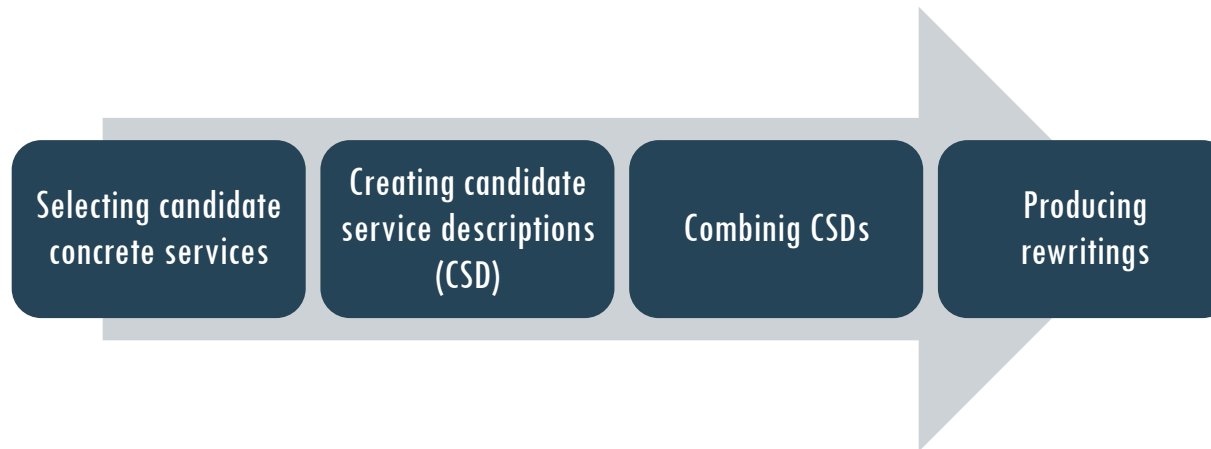 Selecting candidate
concrete services
Creating candidate
service descriptions
(CSD)
Combinig CSDs
Producing
rewritings